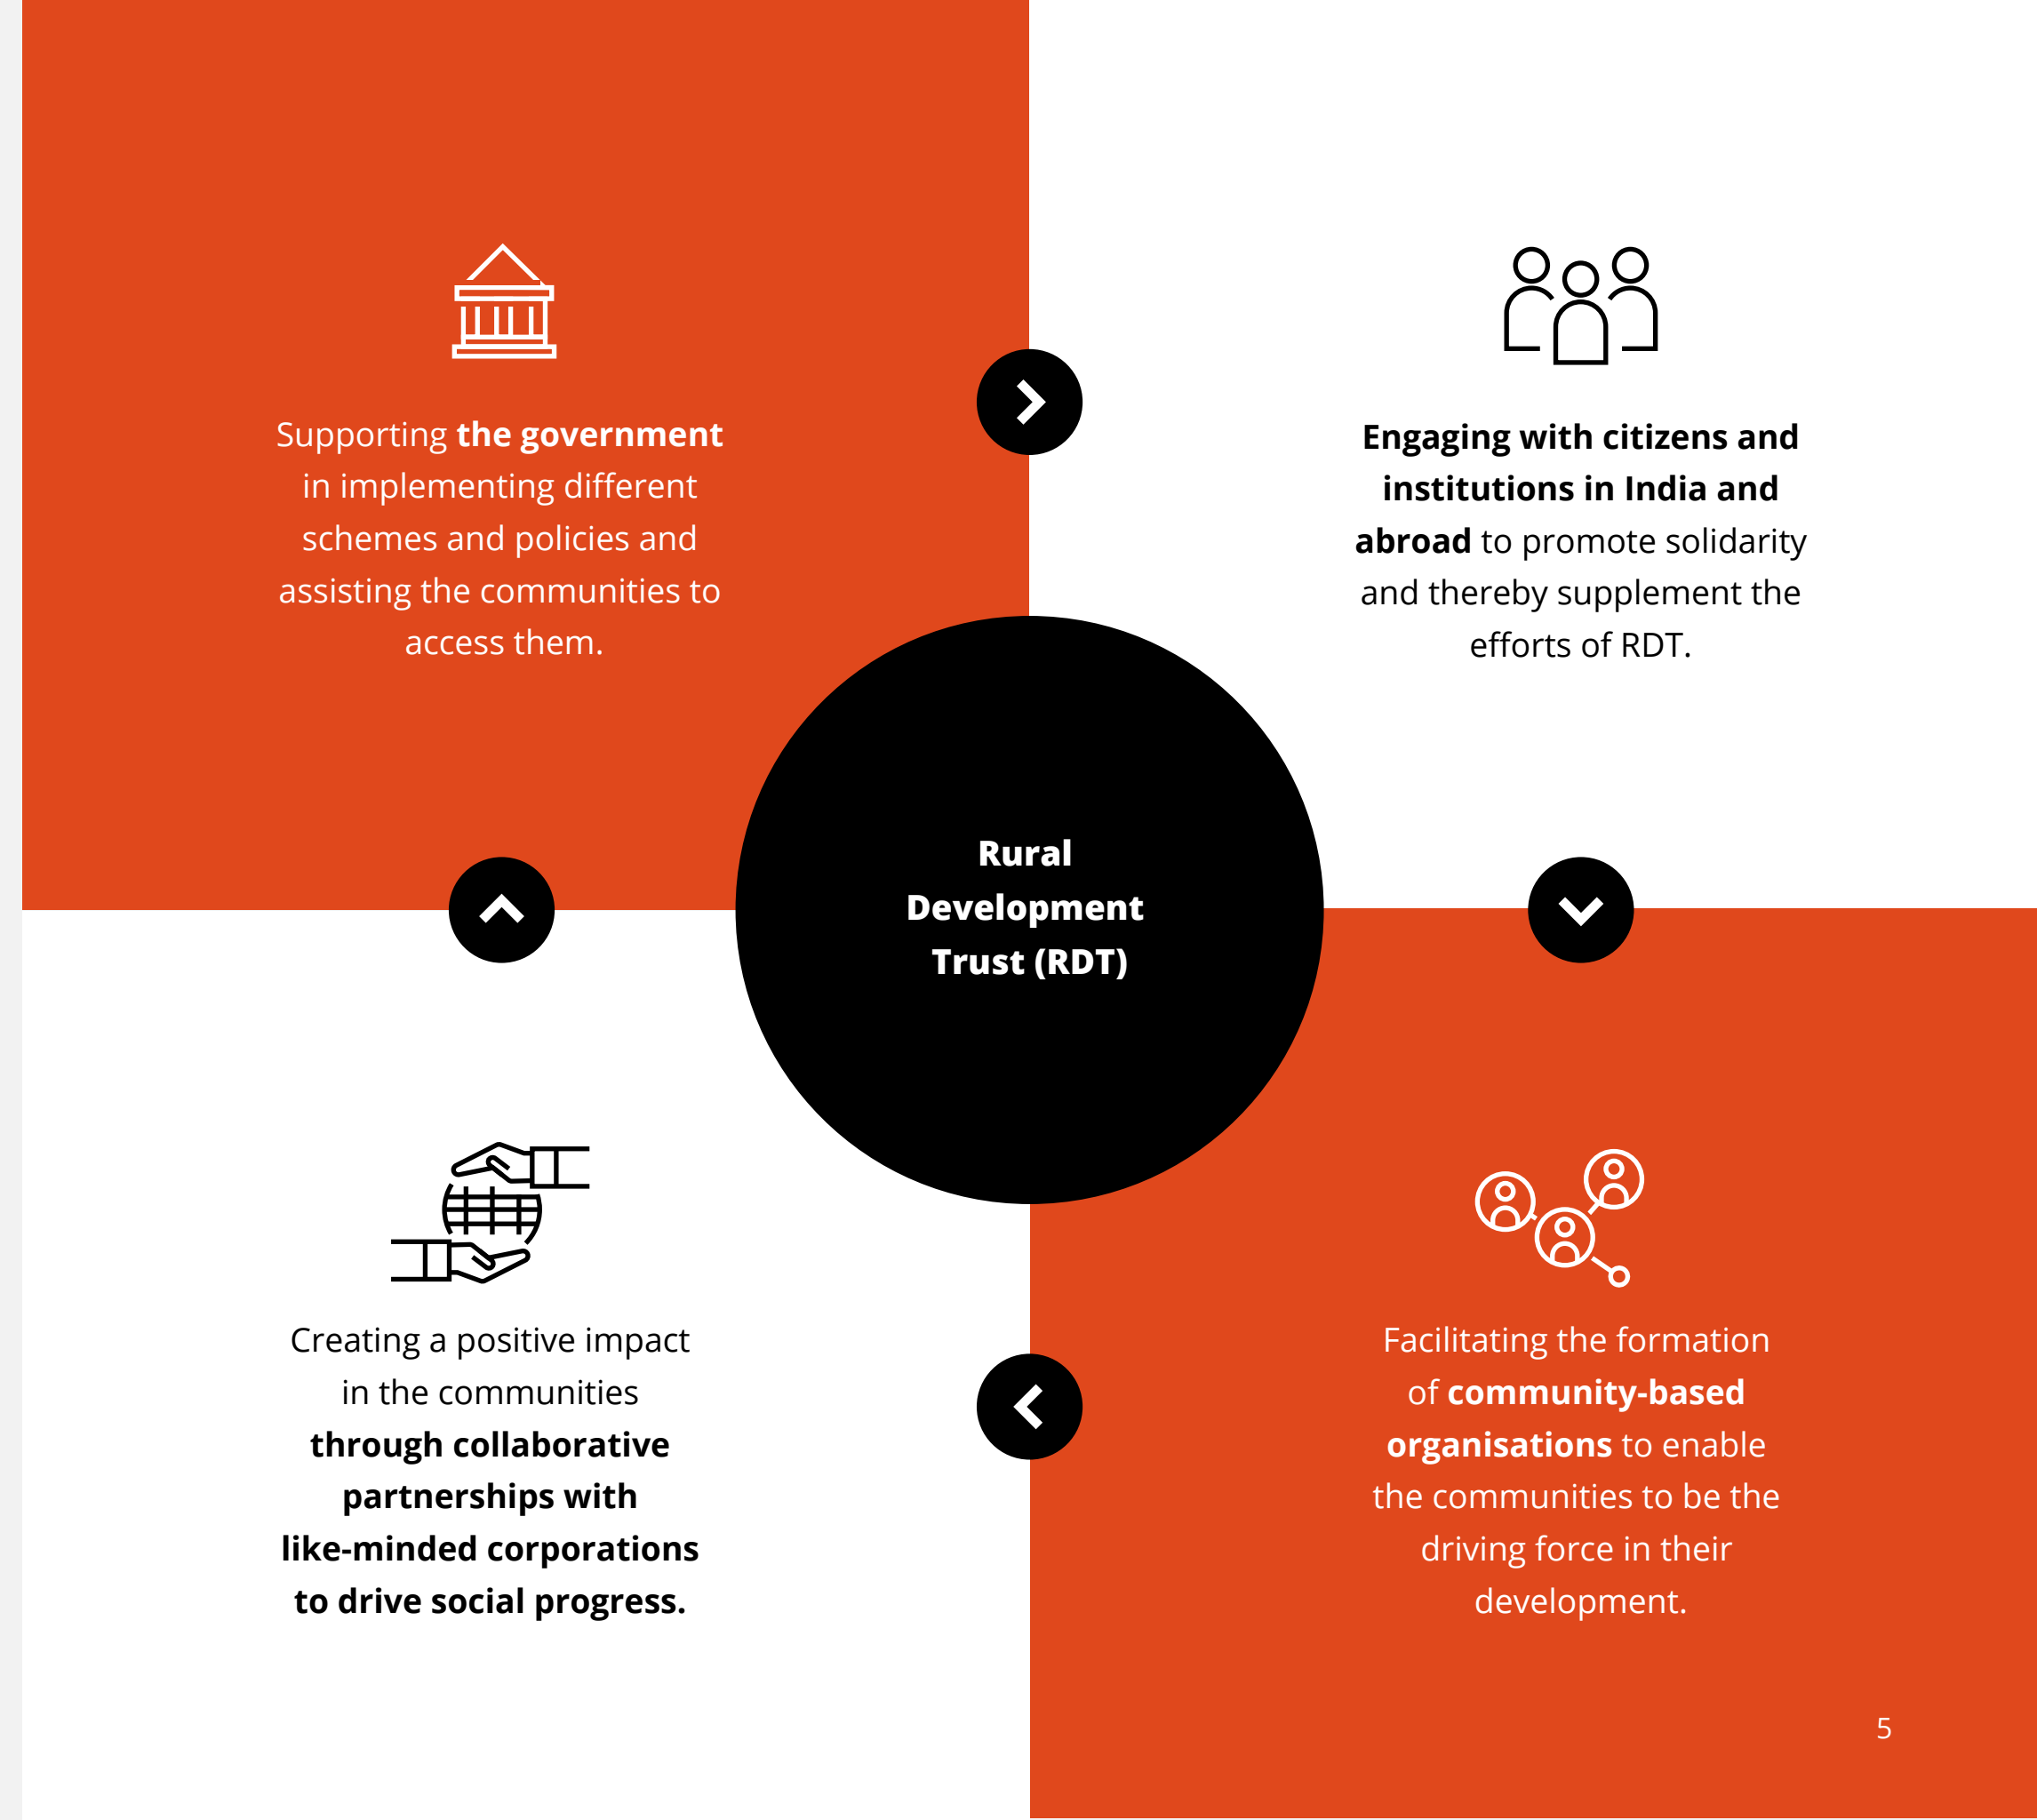 Supporting the government
in implementing different
schemes and policies and
assisting the communities to
access them.
Engaging with citizens and
institutions in India and
abroad to promote solidarity
and thereby supplement the
efforts of RDT.
Rural
Development
Trust (RDT)
Creating a positive impact
in the communities
through collaborative
partnerships with
like-minded corporations
to drive social progress.
Facilitating the formation
of community-based
organisations to enable
the communities to be the
driving force in their
development.
5